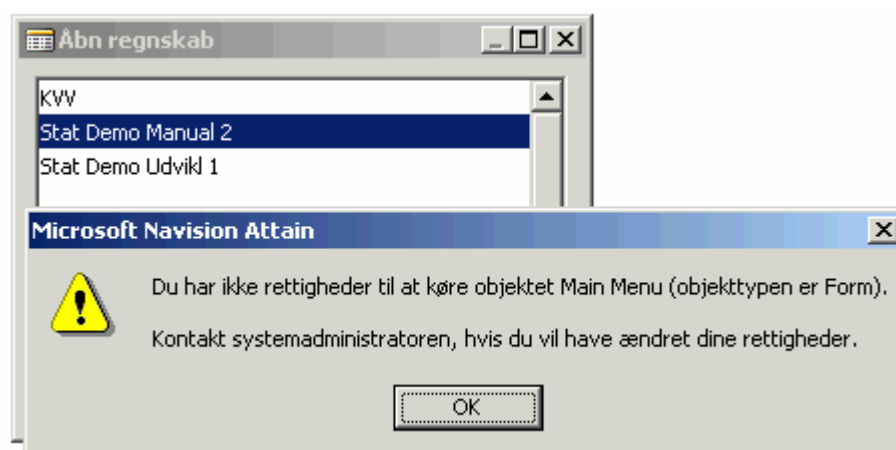 Åbn regnskab
KVV
Stat Demo Manual 2
Stat Demo Udvikl 1
Microsoft Navision Attain
Du har ikke rettigheder til at køre objektet Main Menu (objekttypen er Form).
Kontakt systemadministratoren, hvis du vil have ændret dine rettigheder.
OK